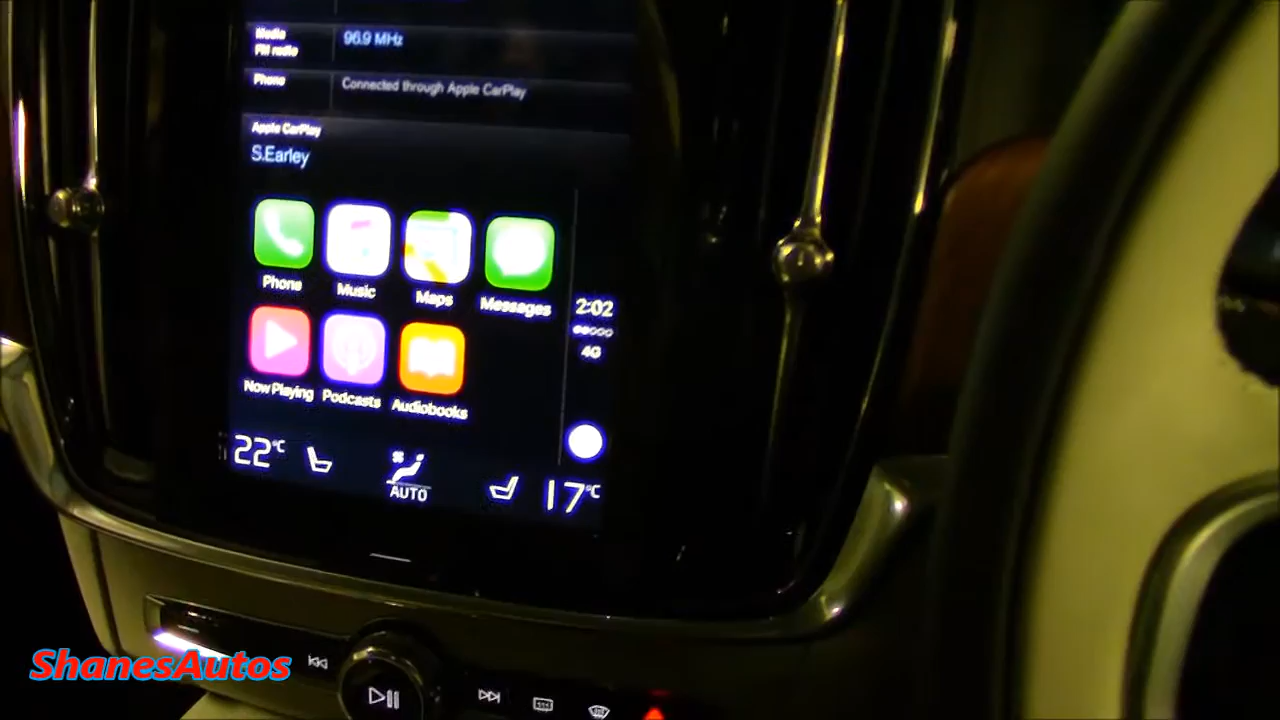 Media
FM radio
96.9 MHz
Phone
Connected through Apple CarPlay
Apple CarPlay
S.Earley
Phone
Music
Maps
Messages
2:02
4G
Now Playing
Podcasts
Audiobooks
22°C
AUTO
17°C
ShanesAutos